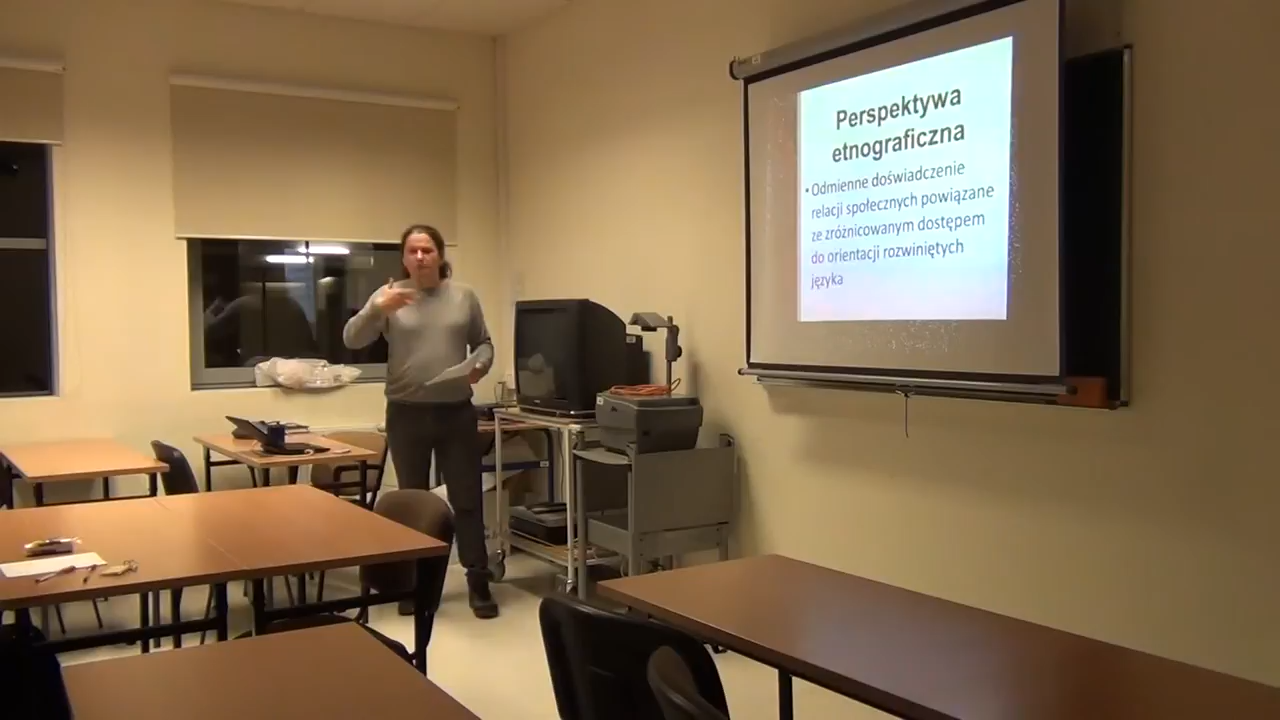 Perspektywa
etnograficzna
• Odmienne doświadczenie
relacji społecznych powiązane
ze zróżnicowanym dostępem
do orientacji rozwiniętych
języka